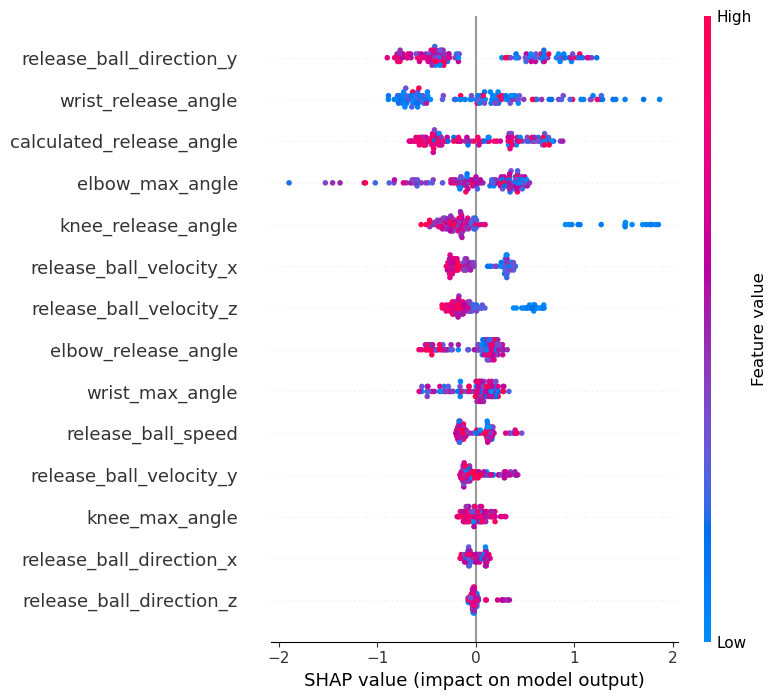 High
release_ball_direction_y
wrist_release_angle
calculated_release_angle
elbow_max_angle
knee_release_angle
release_ball_velocity_x
release_ball_velocity_z
elbow_release_angle
wrist_max_angle
release_ball_speed
release_ball_velocity_y
knee_max_angle
release_ball_direction_x
release_ball_direction_z
Feature value
Low
−2 −1 0 1 2
SHAP value (impact on model output)